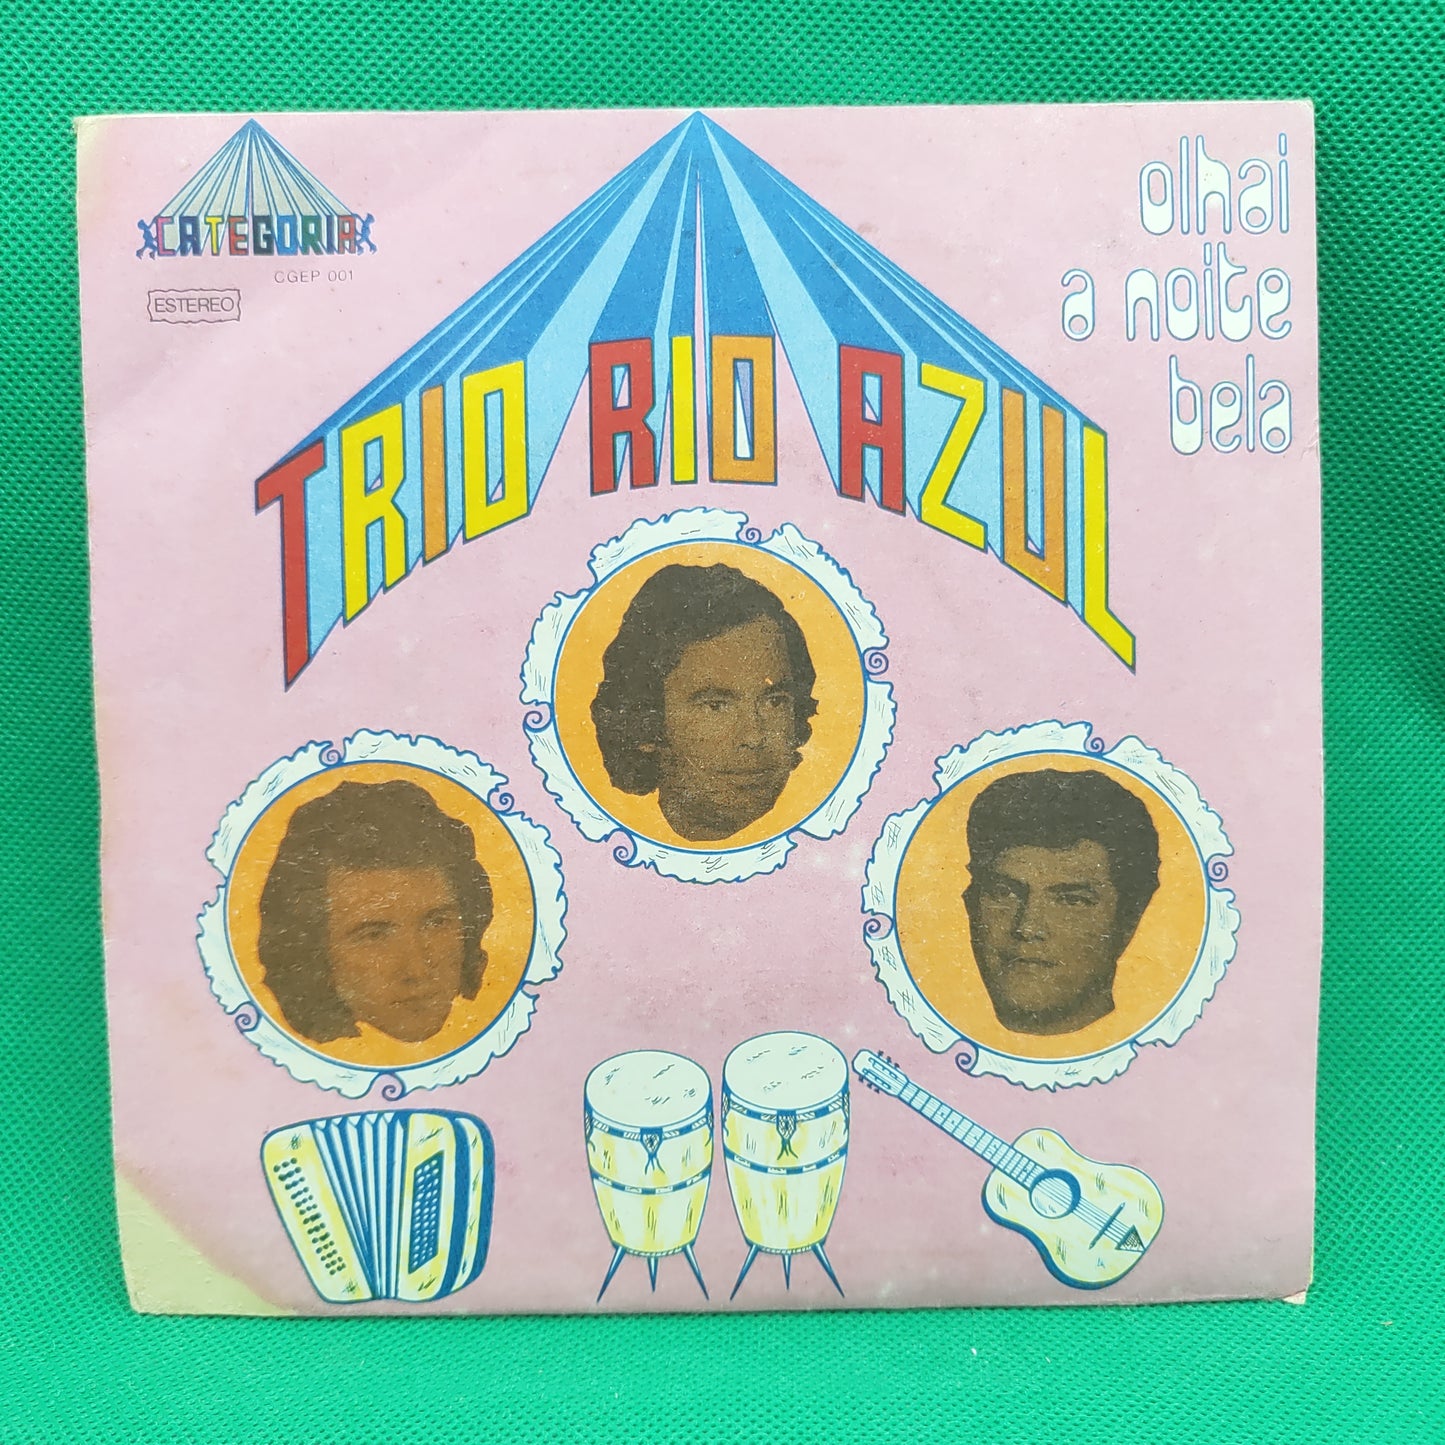 CATEGORIA
CGEP 001
ESTEREO
olhai
a noite
bela
TRIO RIO AZUL